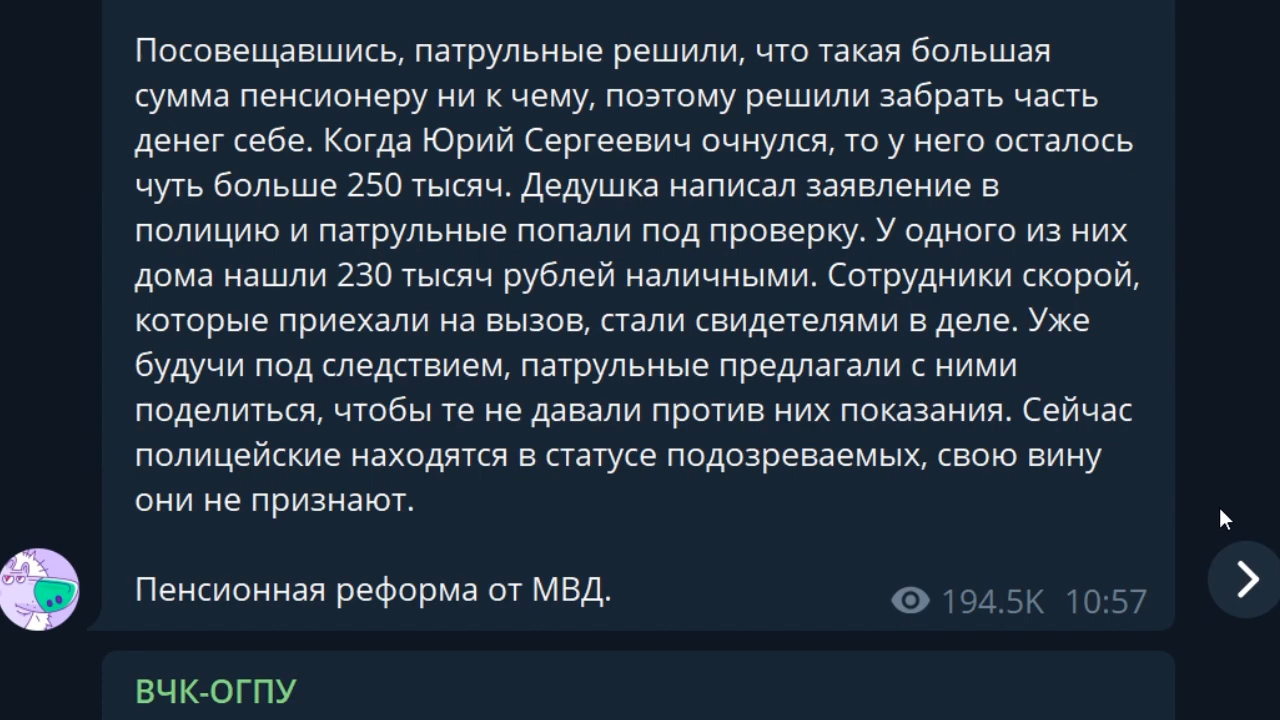 Посовещавшись, патрульные решили, что такая большая
сумма пенсионеру ни к чему, поэтому решили забрать часть
денег себе. Когда Юрий Сергеевич очнулся, то у него осталось
чуть больше 250 тысяч. Дедушка написал заявление в
полицию и патрульные попали под проверку. У одного из них
дома нашли 230 тысяч рублей наличными. Сотрудники скорой,
которые приехали на вызов, стали свидетелями в деле. Уже
будучи под следствием, патрульные предлагали с ними
поделиться, чтобы те не давали против них показания. Сейчас
полицейские находятся в статусе подозреваемых, свою вину
они не признают.
Пенсионная реформа от МВД.
194.5K 10:57
ВЧК-ОГПУ